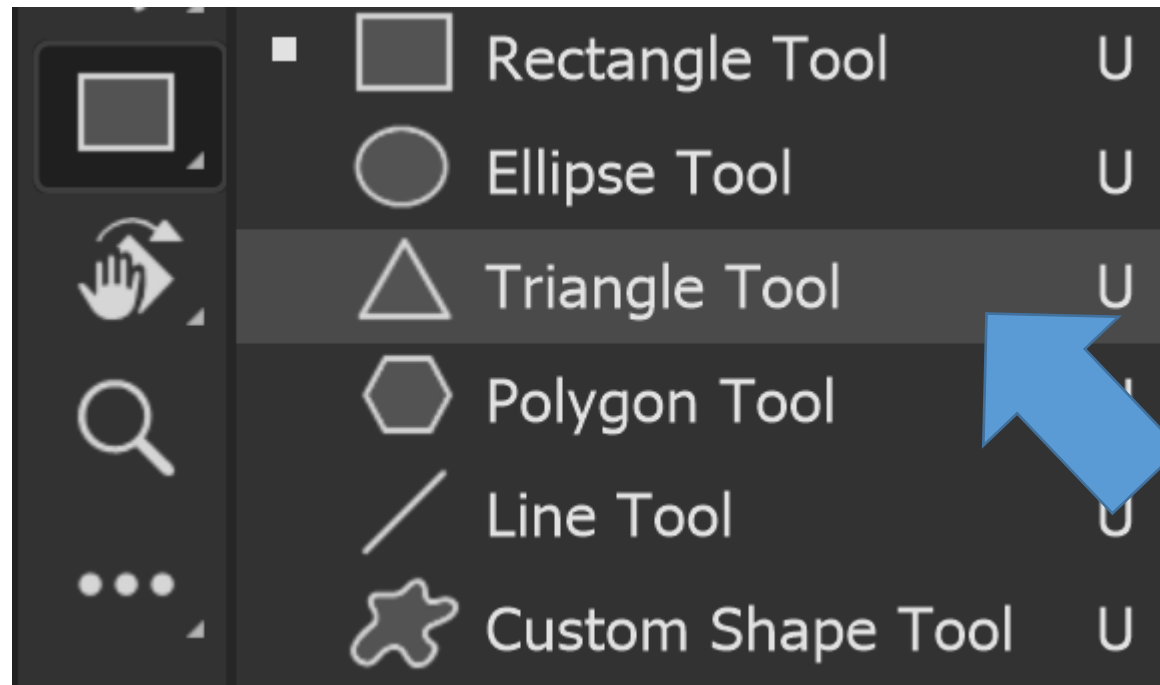 Rectangle Tool U
Ellipse Tool U
Triangle Tool U
Polygon Tool
Line Tool U
Custom Shape Tool U